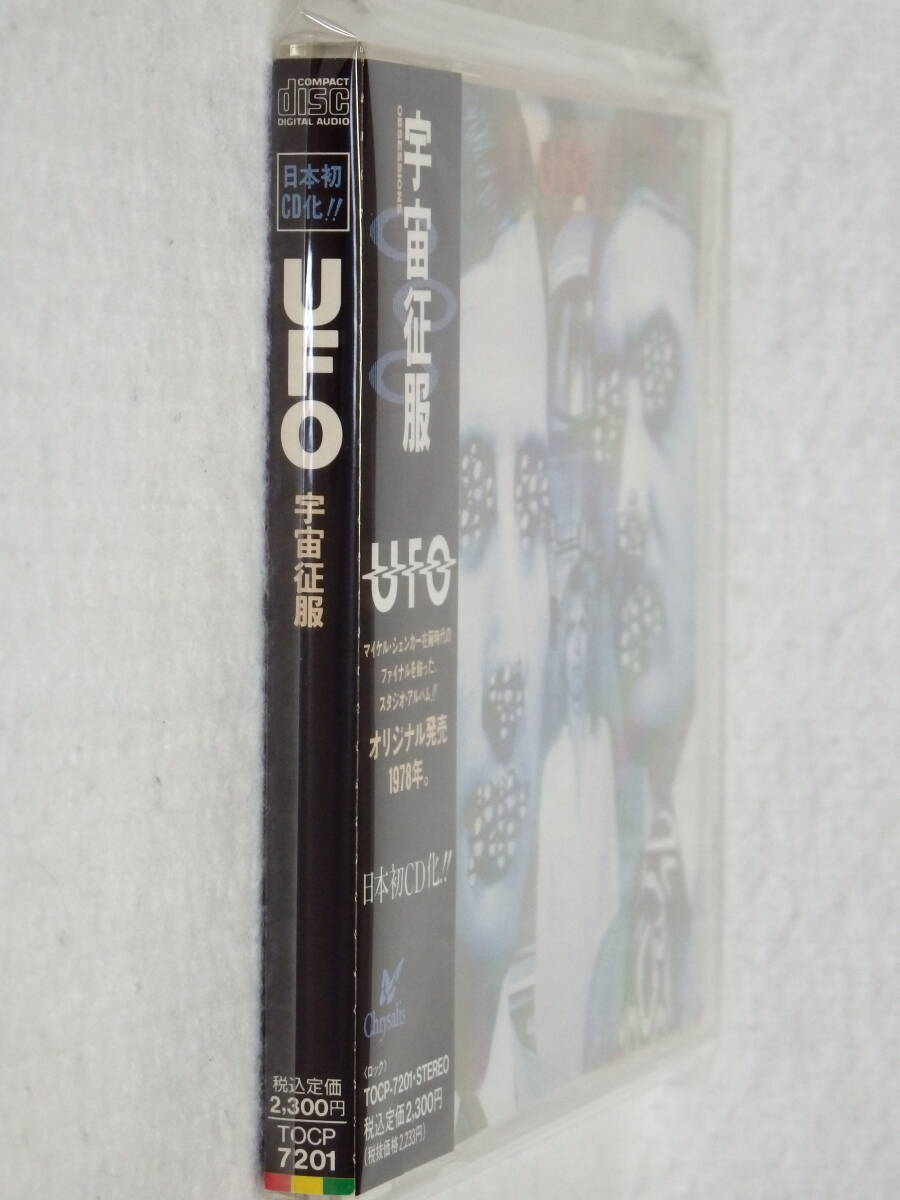 COMPACT
disc
DIGITAL AUDIO
日本初
CD化!!
UFO
宇宙征服
税込定価
2,300円
TOCP
7201
宇宙征服
OBSESSIONS
UFO
マイケル・シェンカー在籍時代の
ファイナルを飾った、
スタジオ・アルバム!!
オリジナル発売
1978年。
日本初CD化!!
Chrysalis
〈ロック〉
TOCP-7201・STEREO
税込定価2,300円
(税抜価格2,233円)